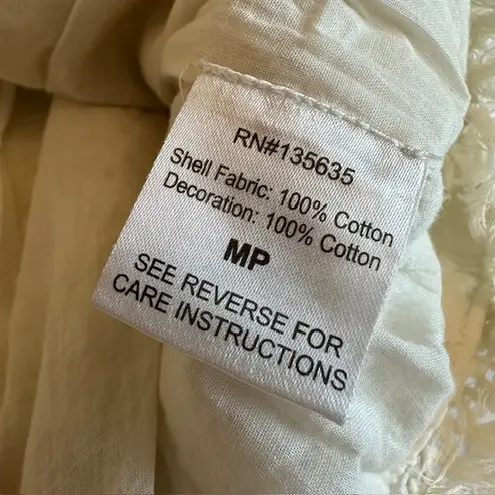 RN#135635
Shell Fabric: 100% Cotton
Decoration: 100% Cotton
MP
SEE REVERSE FOR
CARE INSTRUCTIONS